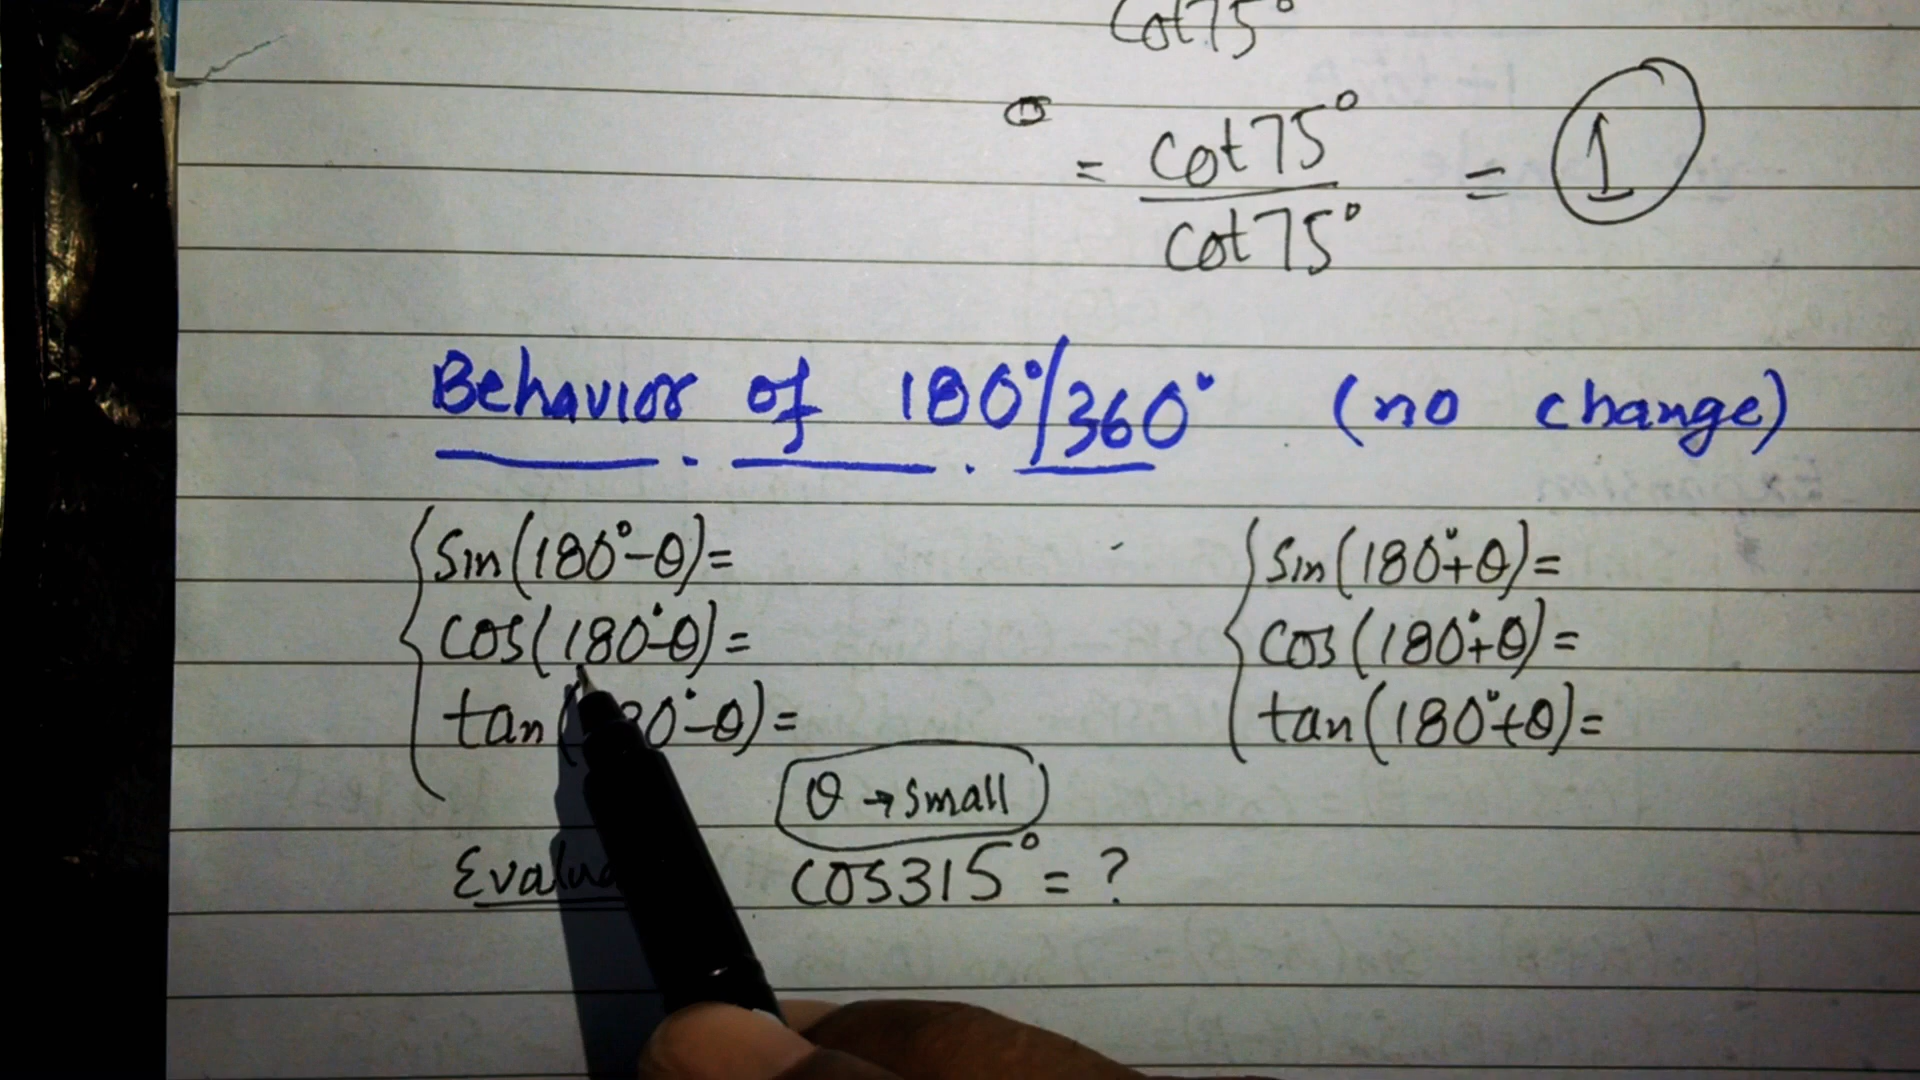 cot75°
= cot75° / cot75° = 1
Behavior of 180°/360° (no change)
Sin(180°-θ)=
cos(180°-θ)=
tan(180°-θ)=
Sin(180°+θ)=
cos(180°+θ)=
tan(180°+θ)=
θ→small
cos315°=?